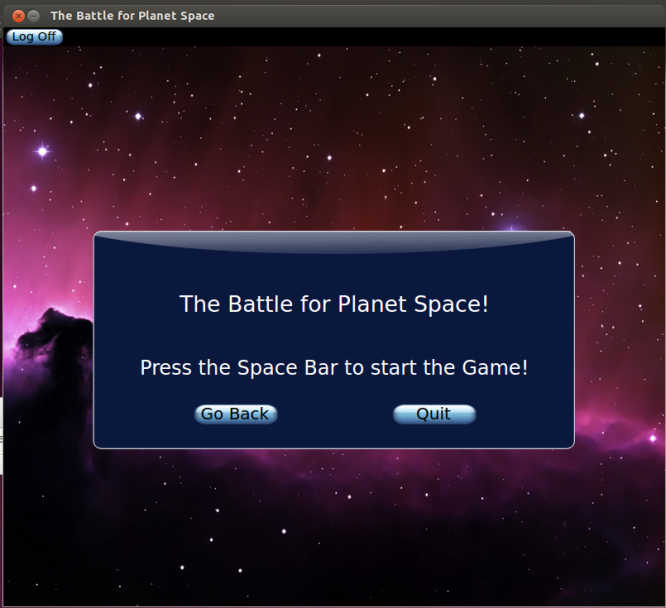 The Battle for Planet Space
Log Off
The Battle for Planet Space!
Press the Space Bar to start the Game!
Go Back
Quit